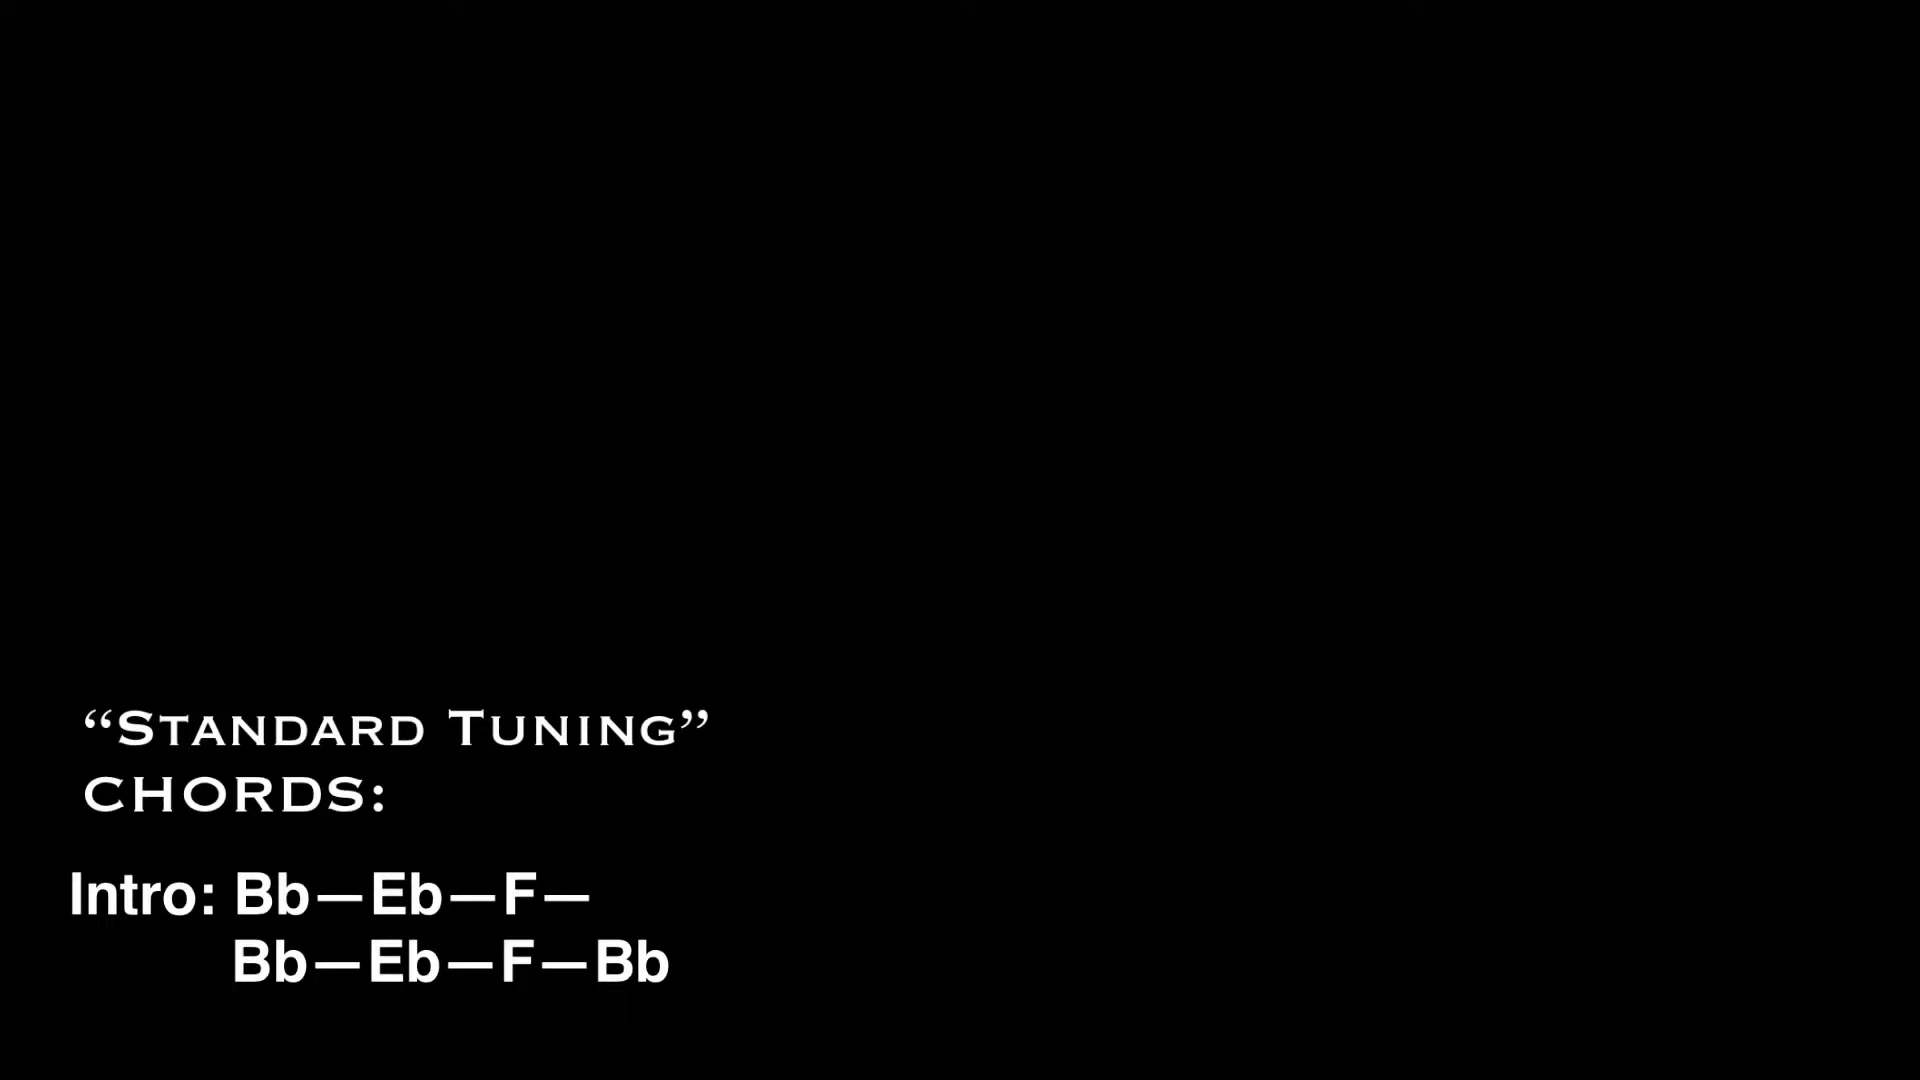 “Standard Tuning”
CHORDS:
Intro: Bb—Eb—F—
Bb—Eb—F—Bb